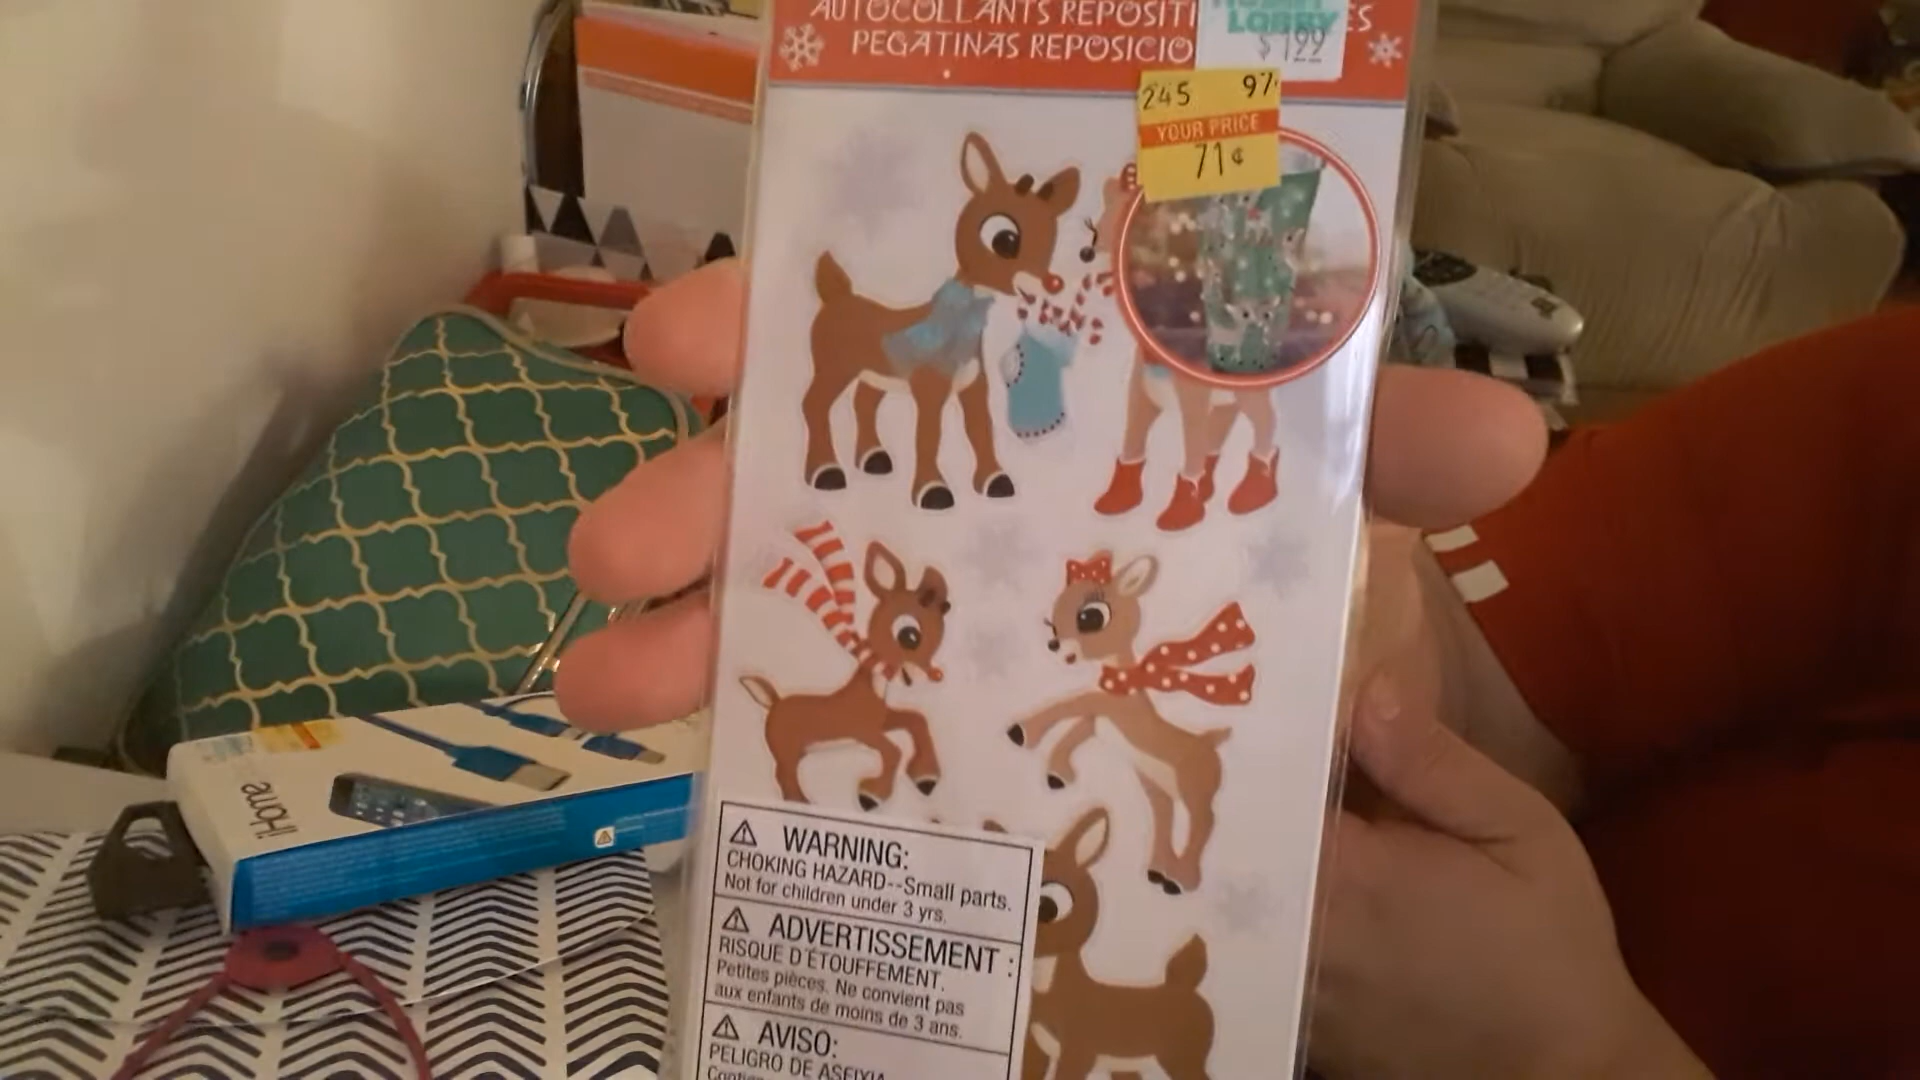 AUTOCOLLANTS REPOSITI
ES
PEGATINAS REPOSICIO
LOBBY
$ 1.99
245 97
YOUR PRICE
71¢
iHome
WARNING:
CHOKING HAZARD--Small parts.
Not for children under 3 yrs.
ADVERTISSEMENT :
RISQUE D'ÉTOUFFEMENT.
Petites pièces. Ne convient pas
aux enfants de moins de 3 ans.
AVISO:
PELIGRO DE ASFIXIA